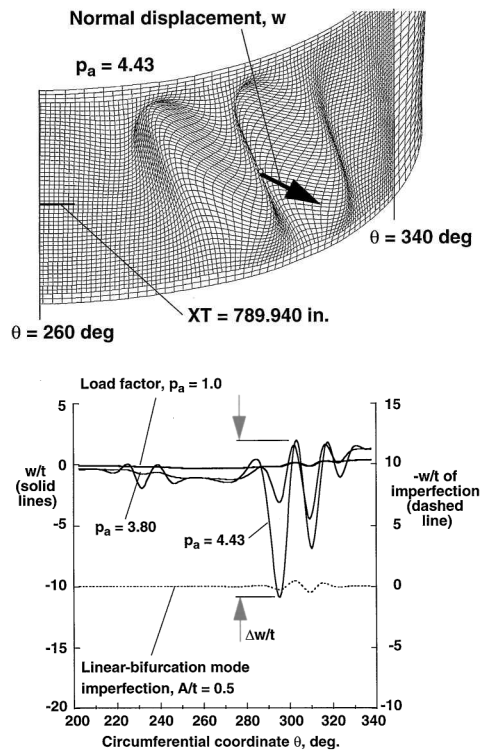 Normal displacement, w
pₐ = 4.43
θ = 340 deg
XT = 789.940 in.
θ = 260 deg
Load factor, pₐ = 1.0
5
15
w/t
(solid
lines)
0
10
-w/t of
imperfection
(dashed
line)
pₐ = 3.80
pₐ = 4.43
-5
5
-10
0
Δw/t
-15
-5
Linear-bifurcation mode
imperfection, A/t = 0.5
-20
-10
200 220 240 260 280 300 320 340
Circumferential coordinate θ, deg.